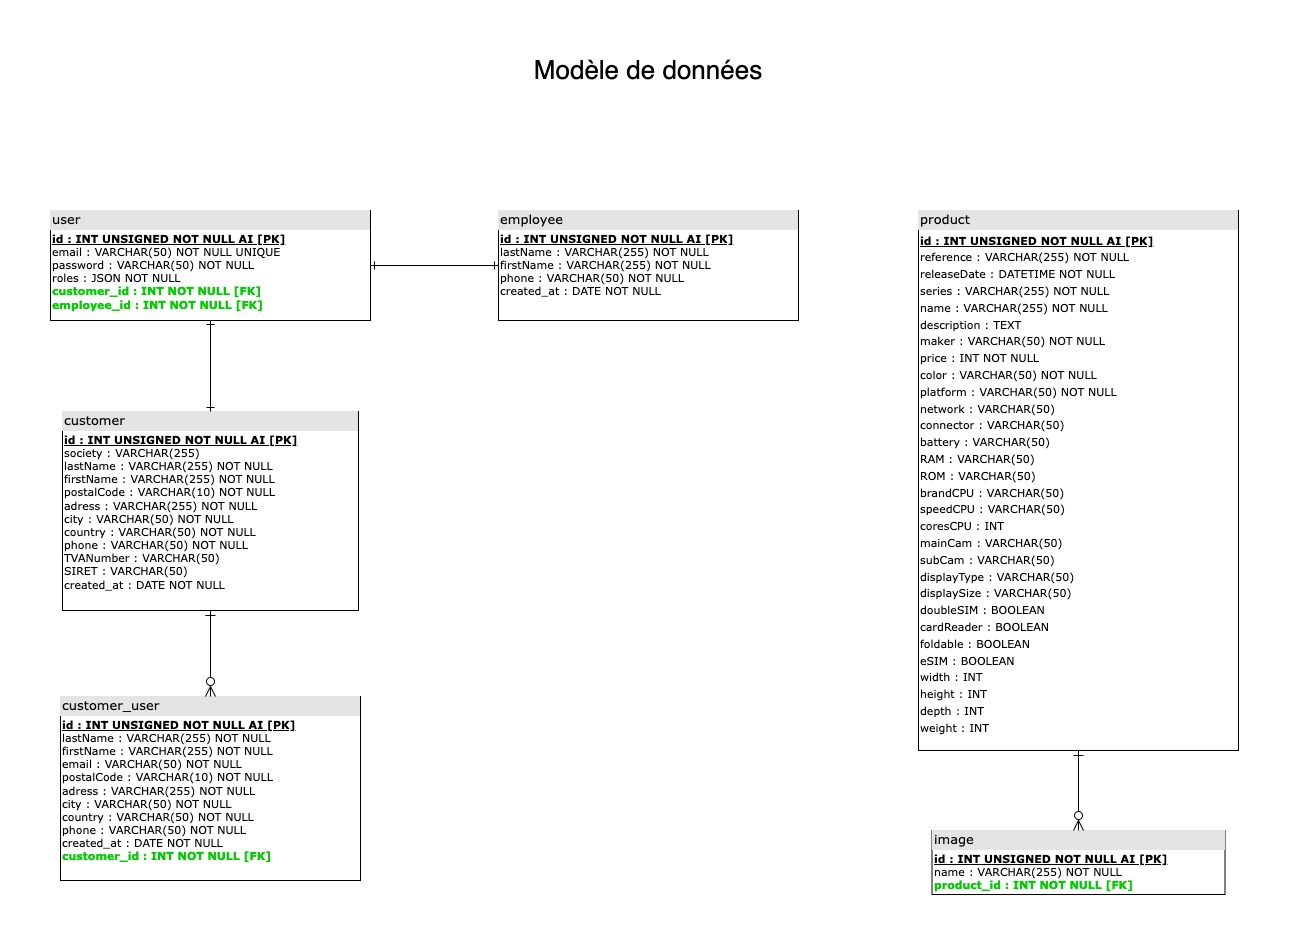 Modèle de données
user
id : INT UNSIGNED NOT NULL AI [PK]
email : VARCHAR(50) NOT NULL UNIQUE
password : VARCHAR(50) NOT NULL
roles : JSON NOT NULL
customer_id : INT NOT NULL [FK]
employee_id : INT NOT NULL [FK]
employee
id : INT UNSIGNED NOT NULL AI [PK]
lastName : VARCHAR(255) NOT NULL
firstName : VARCHAR(255) NOT NULL
phone : VARCHAR(50) NOT NULL
created_at : DATE NOT NULL
customer
id : INT UNSIGNED NOT NULL AI [PK]
society : VARCHAR(255)
lastName : VARCHAR(255) NOT NULL
firstName : VARCHAR(255) NOT NULL
postalCode : VARCHAR(10) NOT NULL
adress : VARCHAR(255) NOT NULL
city : VARCHAR(50) NOT NULL
country : VARCHAR(50) NOT NULL
phone : VARCHAR(50) NOT NULL
TVANumber : VARCHAR(50)
SIRET : VARCHAR(50)
created_at : DATE NOT NULL
customer_user
id : INT UNSIGNED NOT NULL AI [PK]
lastName : VARCHAR(255) NOT NULL
firstName : VARCHAR(255) NOT NULL
email : VARCHAR(50) NOT NULL
postalCode : VARCHAR(10) NOT NULL
adress : VARCHAR(255) NOT NULL
city : VARCHAR(50) NOT NULL
country : VARCHAR(50) NOT NULL
phone : VARCHAR(50) NOT NULL
created_at : DATE NOT NULL
customer_id : INT NOT NULL [FK]
product
id : INT UNSIGNED NOT NULL AI [PK]
reference : VARCHAR(255) NOT NULL
releaseDate : DATETIME NOT NULL
series : VARCHAR(255) NOT NULL
name : VARCHAR(255) NOT NULL
description : TEXT
maker : VARCHAR(50) NOT NULL
price : INT NOT NULL
color : VARCHAR(50) NOT NULL
platform : VARCHAR(50) NOT NULL
network : VARCHAR(50)
connector : VARCHAR(50)
battery : VARCHAR(50)
RAM : VARCHAR(50)
ROM : VARCHAR(50)
brandCPU : VARCHAR(50)
speedCPU : VARCHAR(50)
coresCPU : INT
mainCam : VARCHAR(50)
subCam : VARCHAR(50)
displayType : VARCHAR(50)
displaySize : VARCHAR(50)
doubleSIM : BOOLEAN
cardReader : BOOLEAN
foldable : BOOLEAN
eSIM : BOOLEAN
width : INT
height : INT
depth : INT
weight : INT
image
id : INT UNSIGNED NOT NULL AI [PK]
name : VARCHAR(255) NOT NULL
product_id : INT NOT NULL [FK]